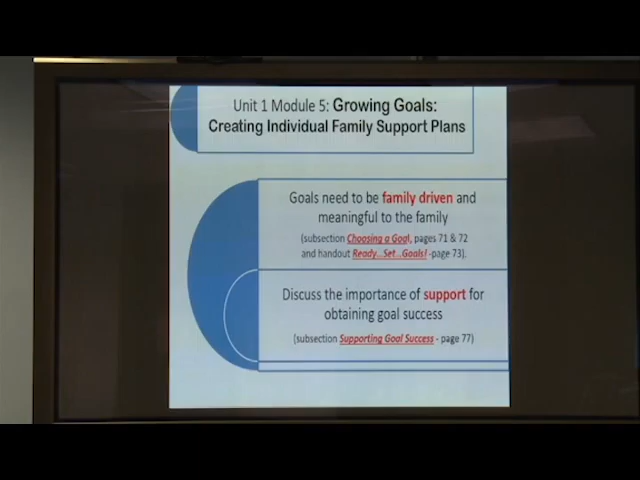 Unit 1 Module 5: Growing Goals:
Creating Individual Family Support Plans
Goals need to be family driven and
meaningful to the family
(subsection Choosing a Goal, pages 71 & 72
and handout Ready...Set...Goals! -page 73).
Discuss the importance of support for
obtaining goal success
(subsection Supporting Goal Success - page 77)